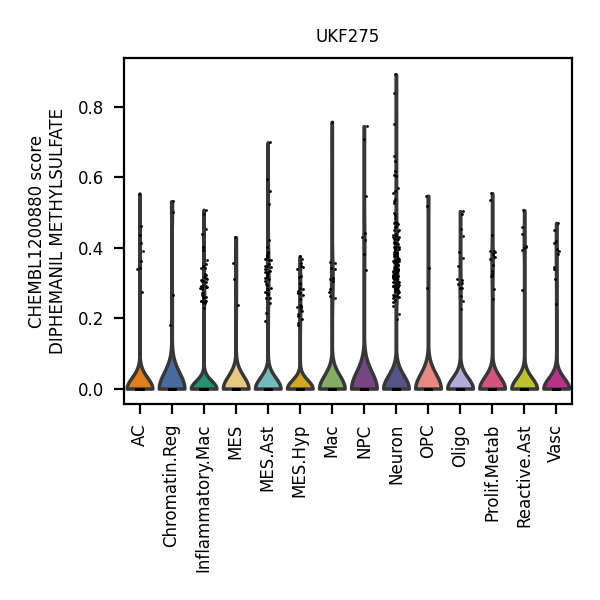 UKF275
CHEMBL1200880 score
DIPHEMANIL METHYLSULFATE
0.8
0.6
0.4
0.2
0.0
AC
Chromatin.Reg
Inflammatory.Mac
MES
MES.Ast
MES.Hyp
Mac
NPC
Neuron
OPC
Oligo
Prolif.Metab
Reactive.Ast
Vasc